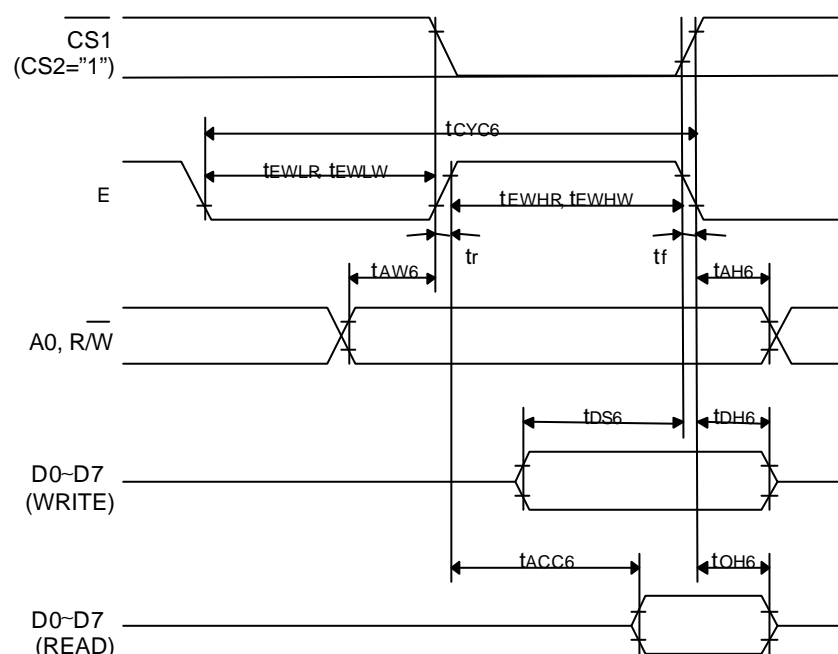 CS1
(CS2="1")
tCYC6
tEWLR, tEWLW
E
tEWHR, tEWHW
tr
tf
tAW6
tAH6
A0, R/W
tDS6
tDH6
D0~D7
(WRITE)
tACC6
tOH6
D0~D7
(READ)